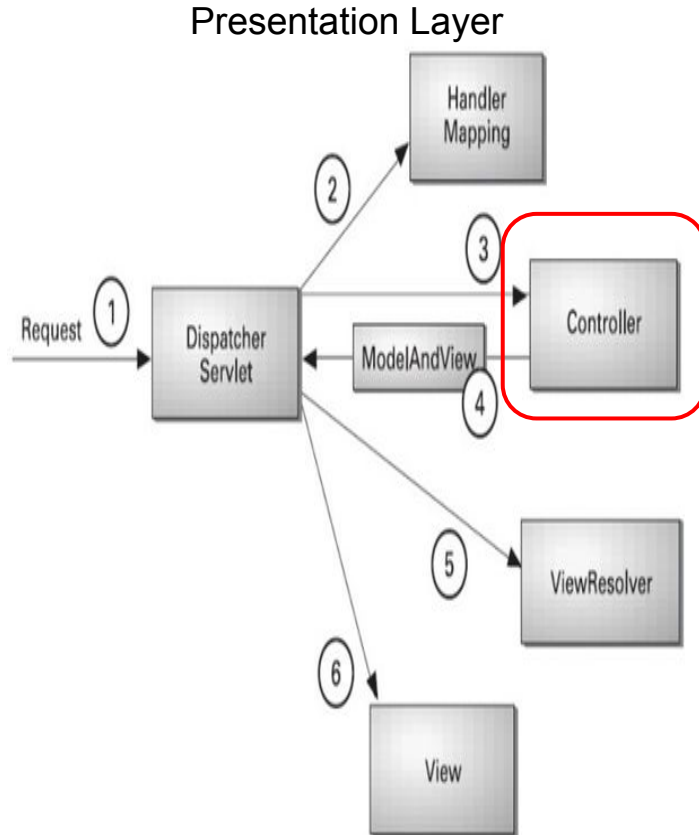 Presentation Layer
Handler
Mapping
2
3
1
Request
Dispatcher
Servlet
Controller
ModelAndView
4
5
ViewResolver
6
View